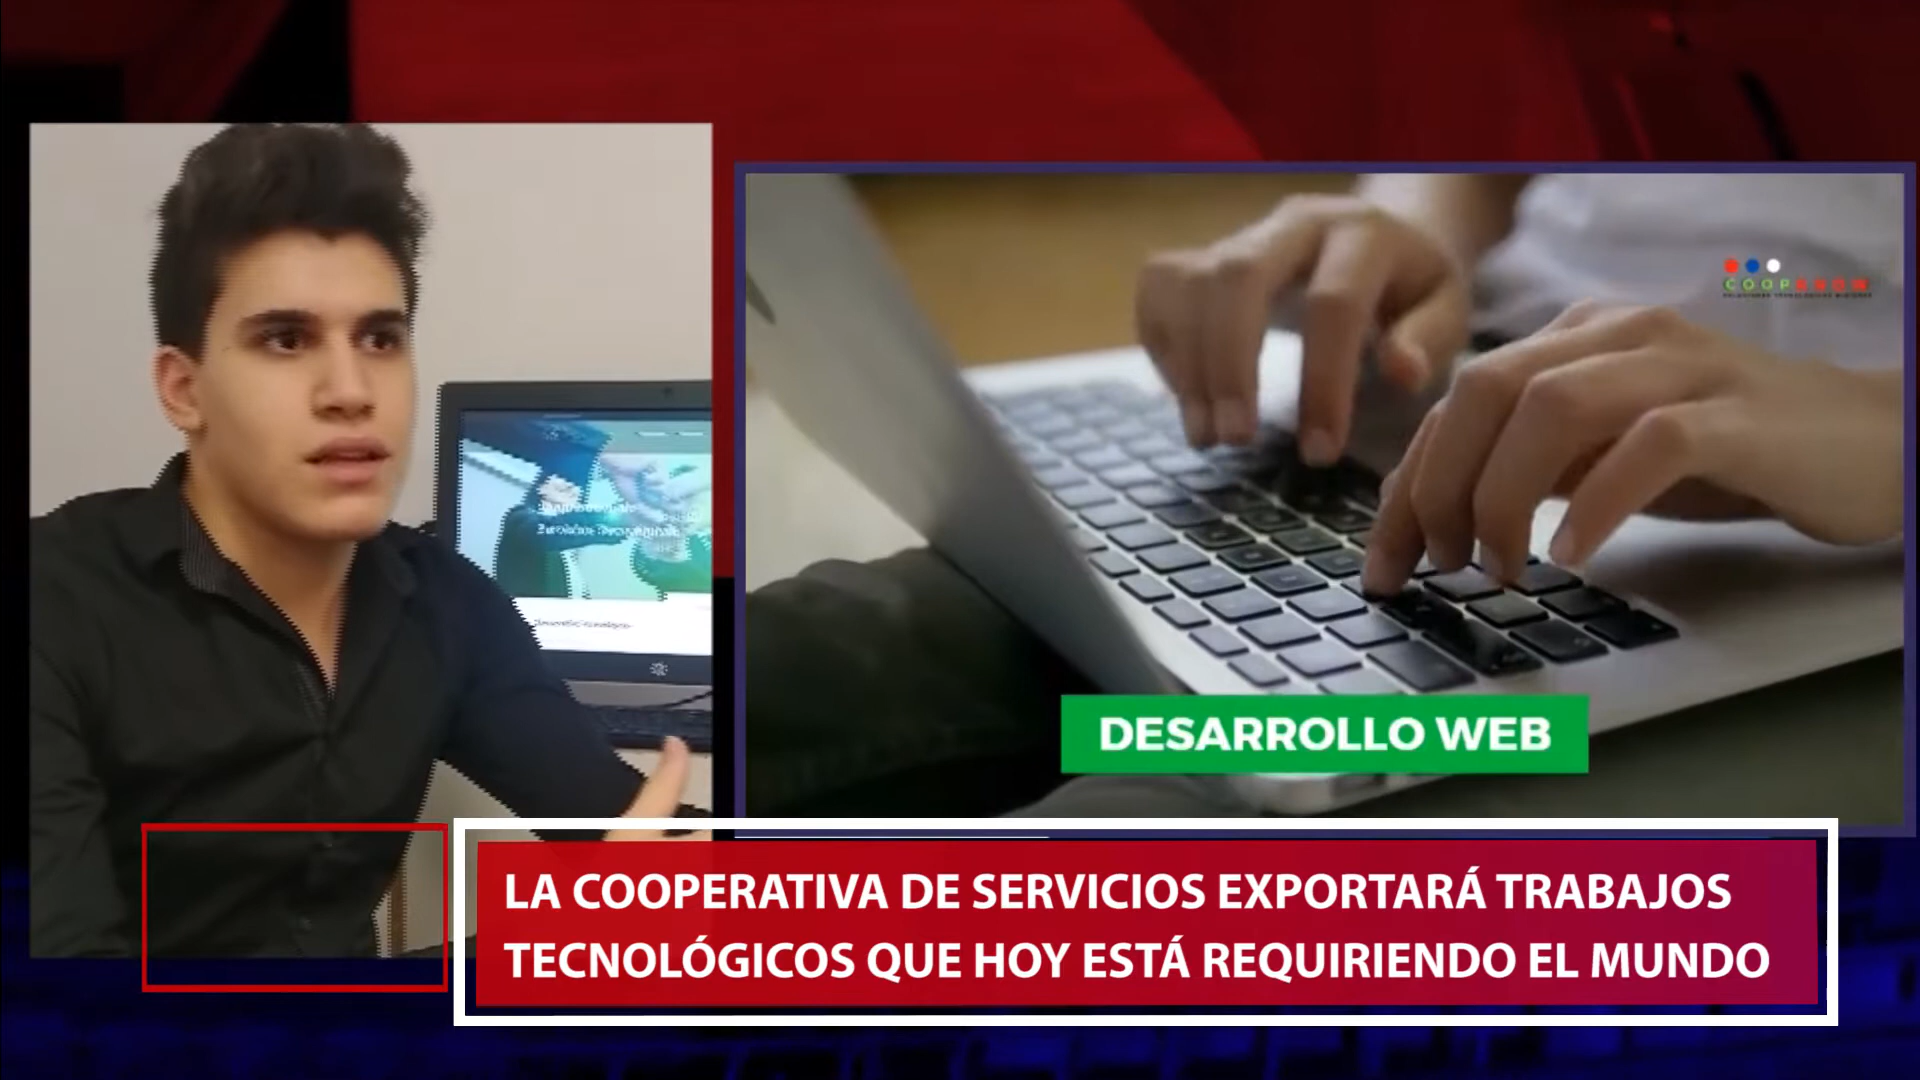 DESARROLLO WEB
LA COOPERATIVA DE SERVICIOS EXPORTARÁ TRABAJOS
TECNOLÓGICOS QUE HOY ESTÁ REQUIRIENDO EL MUNDO